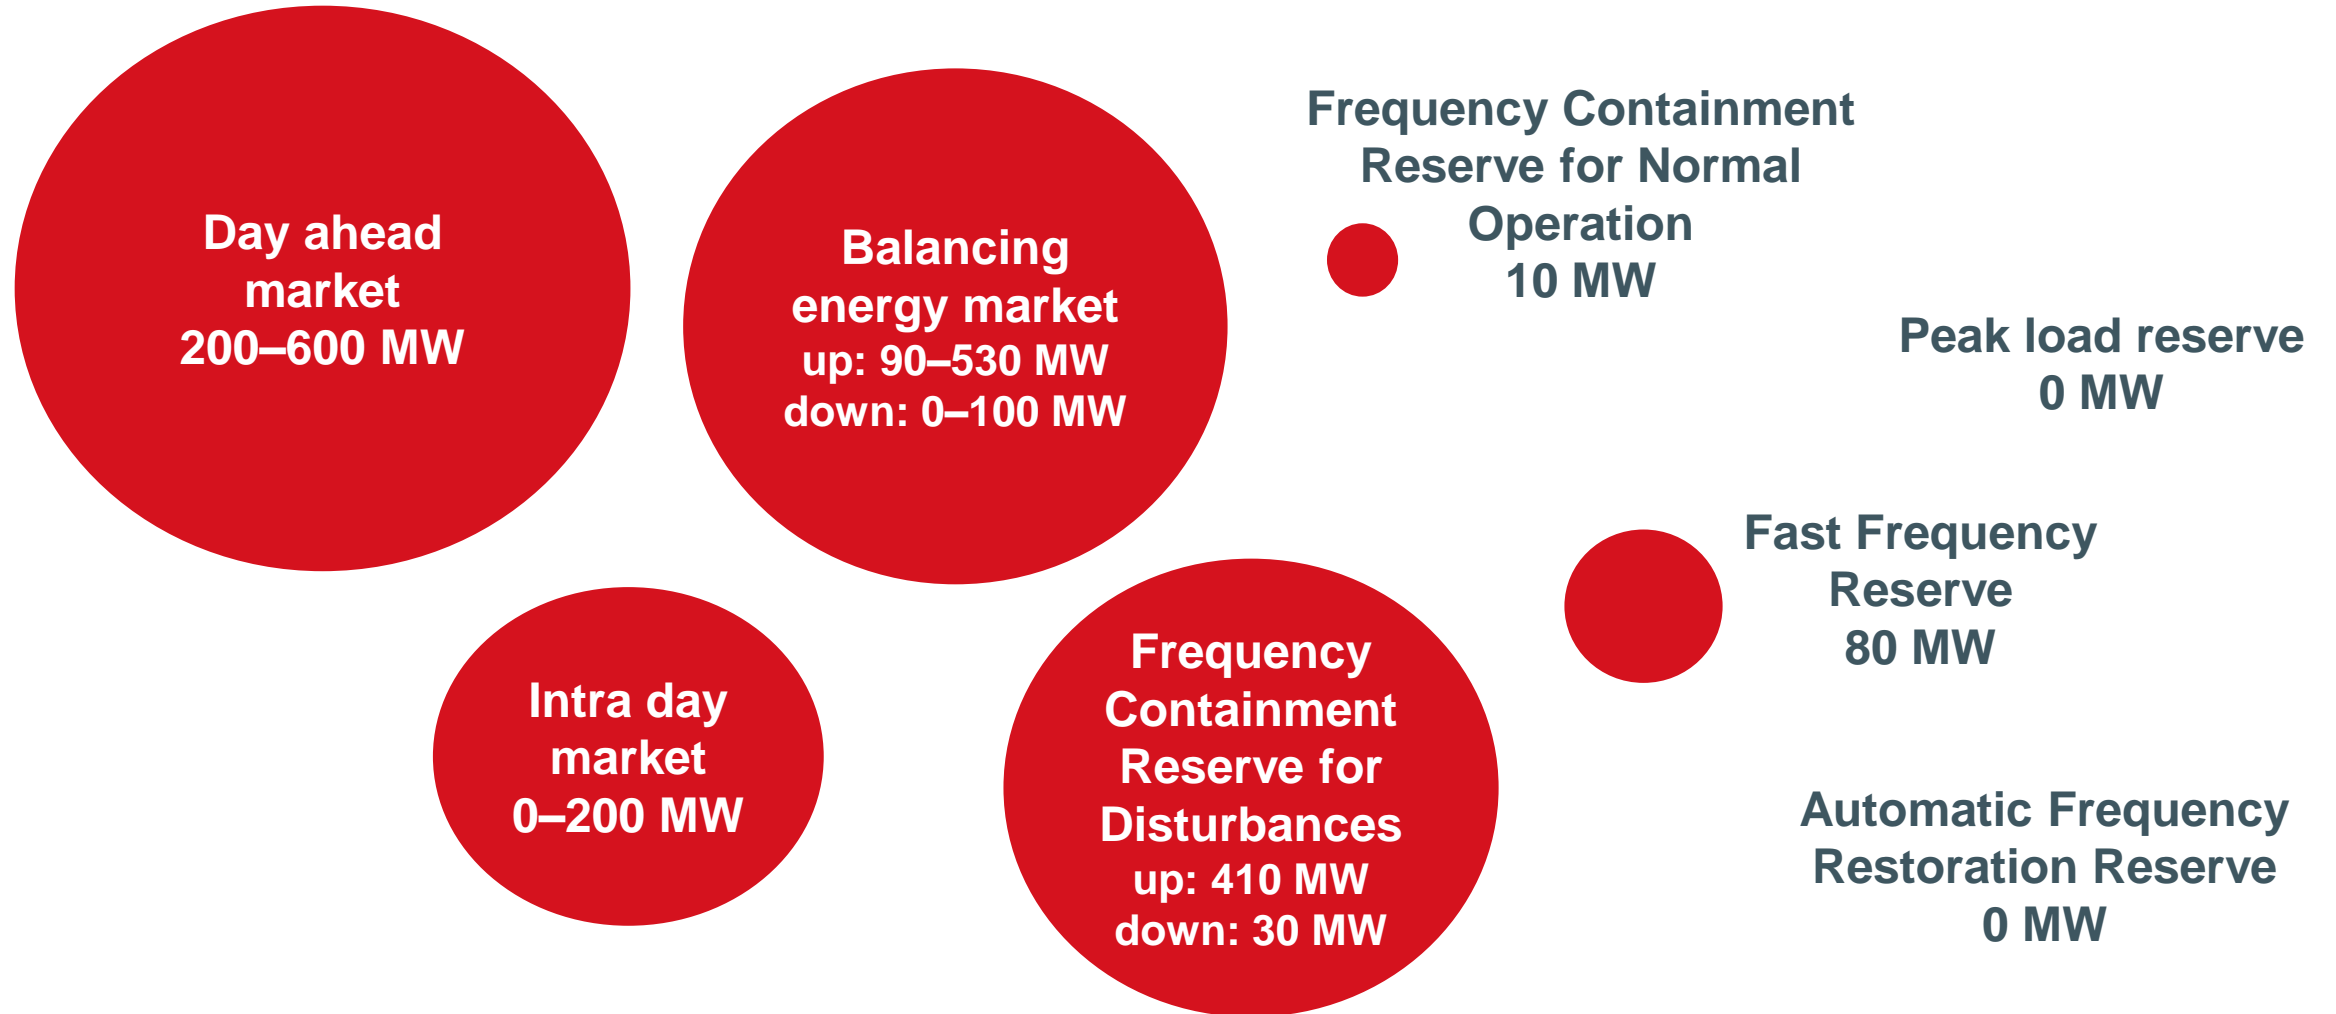 Day ahead
market
200–600 MW
Balancing
energy market
up: 90–530 MW
down: 0–100 MW
Frequency Containment
Reserve for Normal
Operation
10 MW
Peak load reserve
0 MW
Intra day
market
0–200 MW
Frequency
Containment
Reserve for
Disturbances
up: 410 MW
down: 30 MW
Fast Frequency
Reserve
80 MW
Automatic Frequency
Restoration Reserve
0 MW